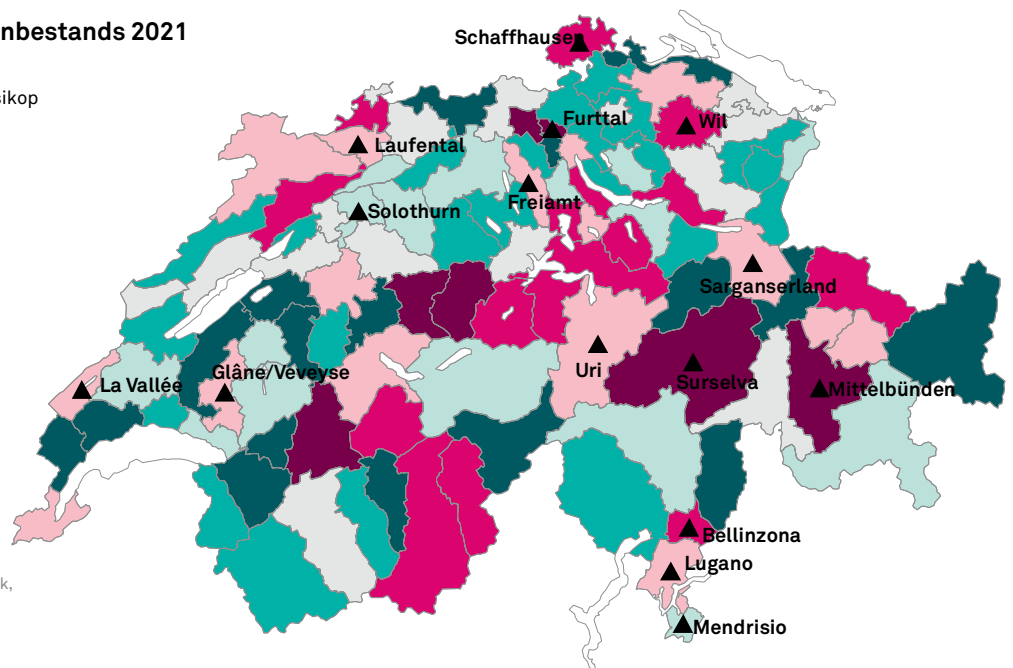 nbestands 2021
sikop
Schaffhausen
Furttal
Wil
Laufental
Freiamt
Solothurn
Sarganserland
La Vallée
Glâne/Veveyse
Uri
Surselva
Mittelbünden
Bellinzona
Lugano
k,
Mendrisio